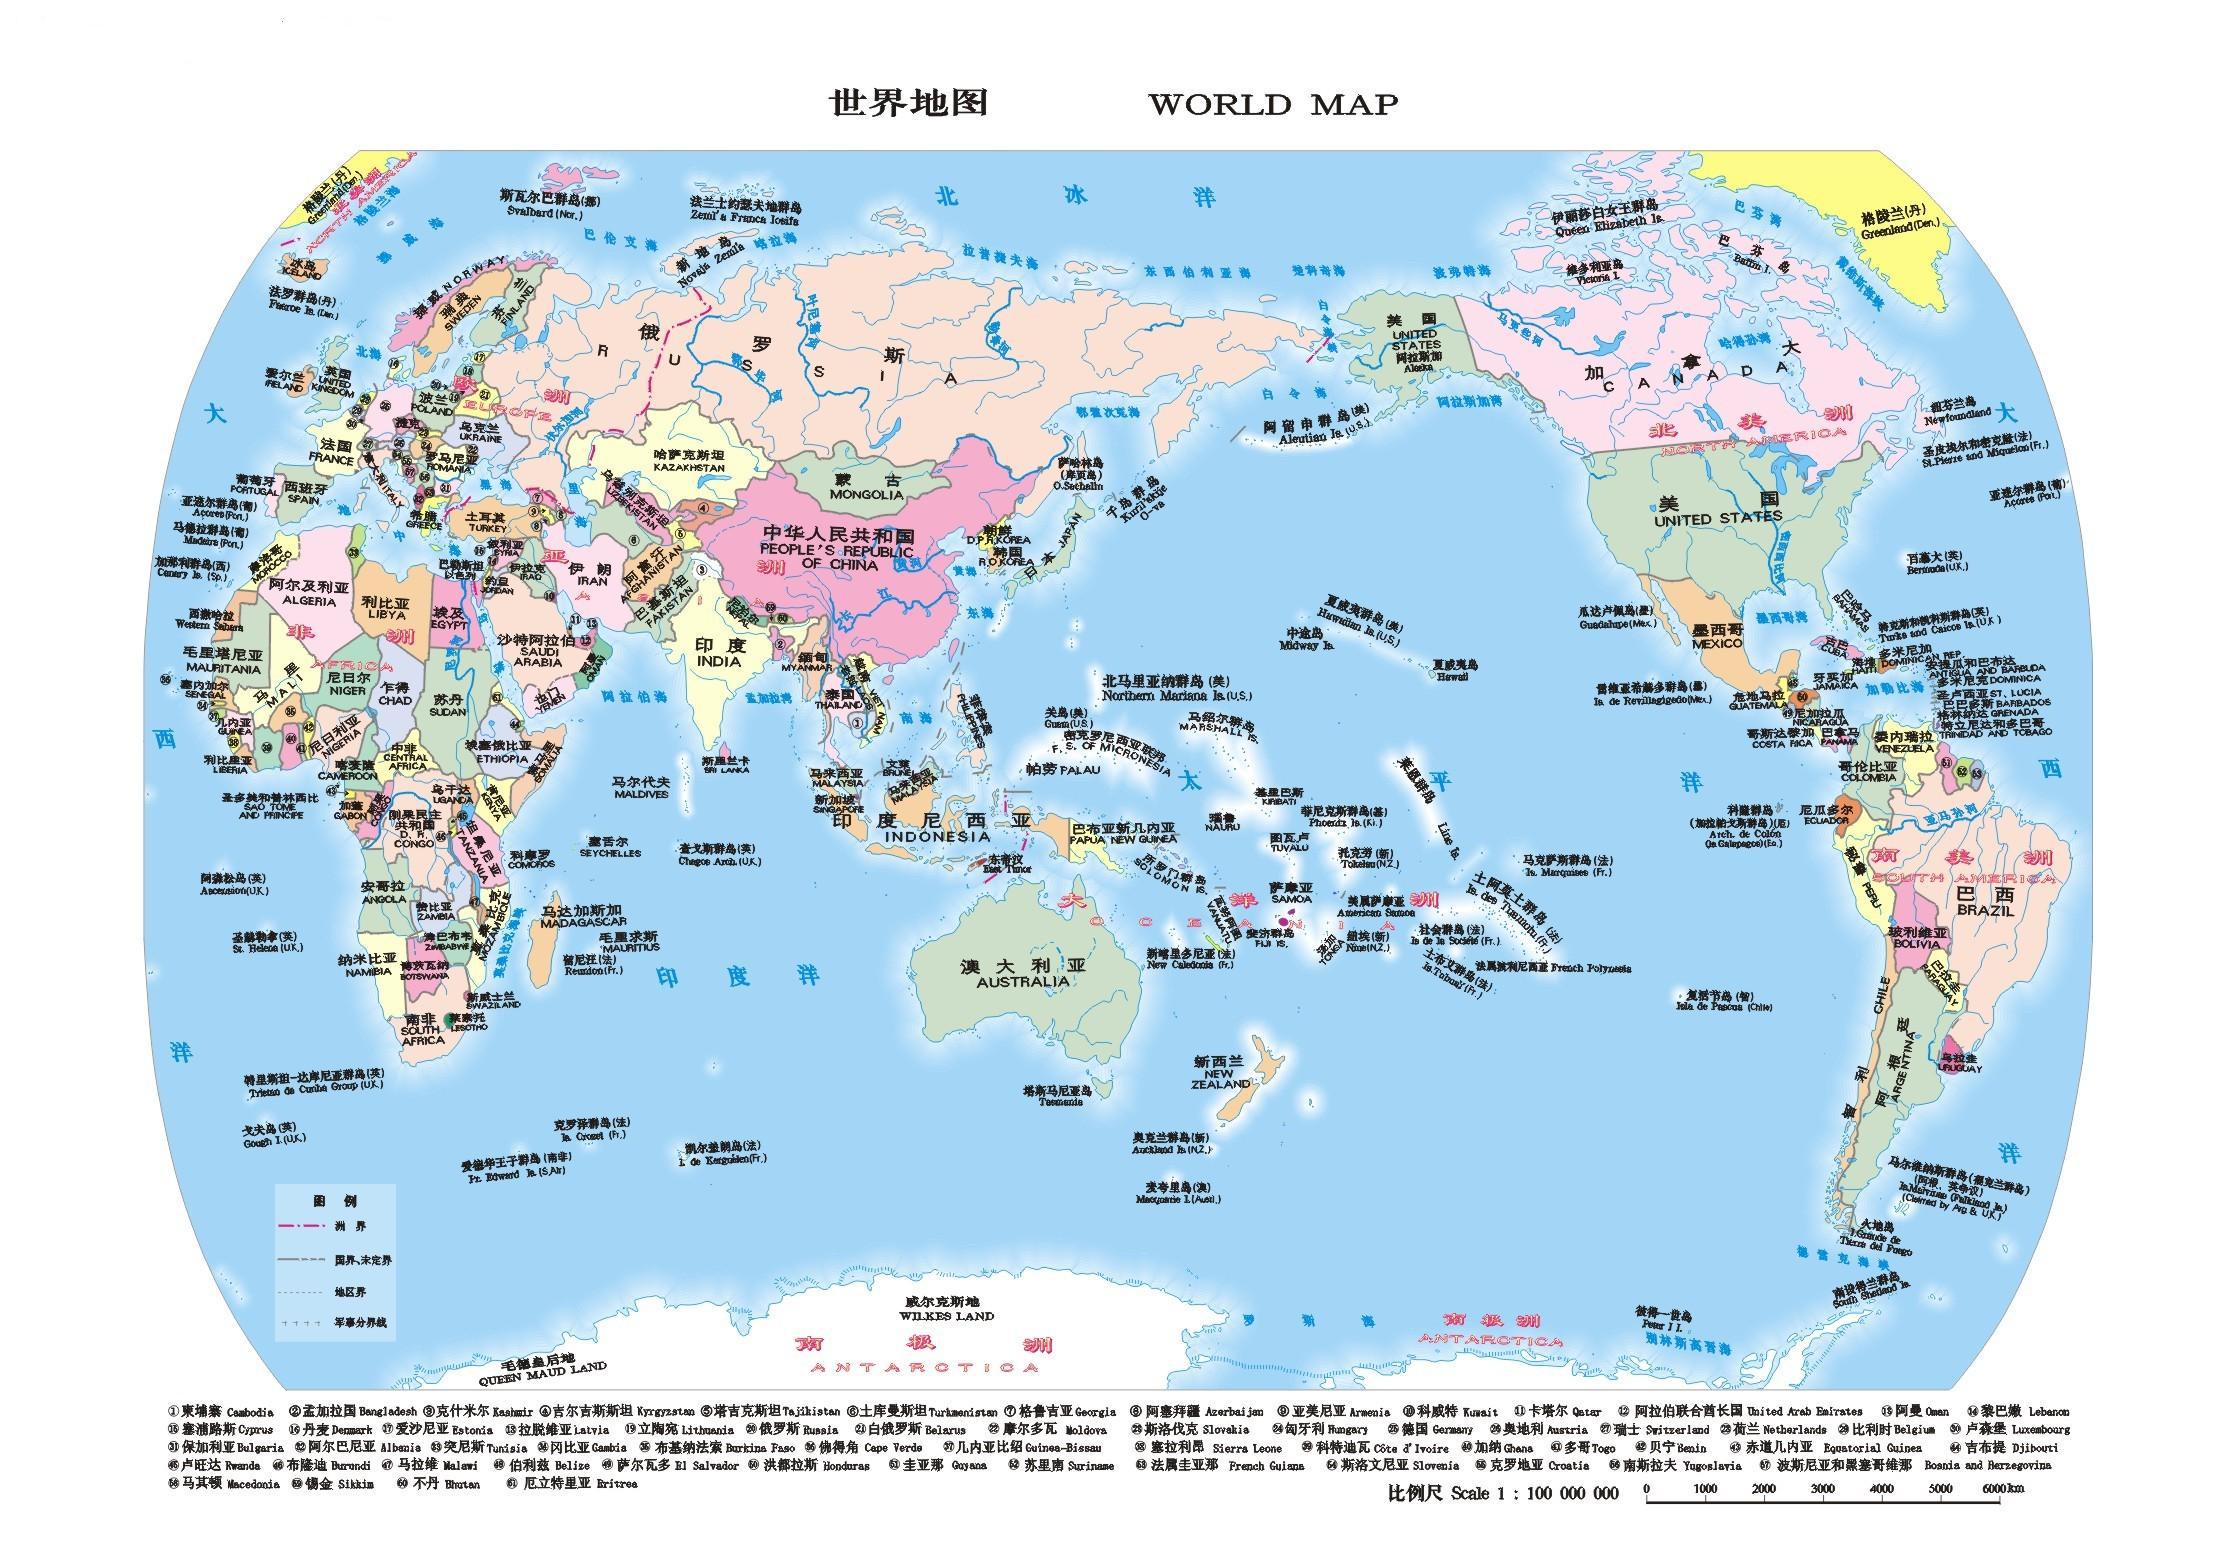 世界地图 WORLD MAP
北 冰 洋
格陵兰(丹)
Greenland(Den.)
格陵兰海
挪威海
斯瓦尔巴群岛(挪)
Svalbard (Nor.)
巴伦支海
法兰士约瑟夫地群岛
Zeml'a Franca Iosifa
新地岛
Novaja Zemla
喀拉海
拉普捷夫海
东西伯利亚海
楚科奇海
波弗特海
伊丽莎白女王群岛
Queen Elizabeth Is.
维多利亚岛
Victoria I.
巴芬湾
巴芬岛
Baffin I.
格陵兰(丹)
Greenland(Den.)
冰岛
ICELAND
法罗群岛(丹)
Faeroe Is.(Den.)
挪威 NORWAY
瑞典
SWEDEN
芬兰
FINLAND
俄 罗 斯
RUSSIA
叶尼塞河
白令海
美国
UNITED
STATES
阿拉斯加
Alaska
阿拉斯加湾
阿留申群岛(美)
Aleutian Is.(U.S.)
鄂霍次克海
加拿大
CANADA
哈得孙湾
北美洲
NORTH AMERICA
纽芬兰岛
Newfoundland
圣皮埃尔和密克隆(法)
St.Pierre and Miquelon(Fr.)
亚速尔群岛(葡)
Açores(Port.)
北海
爱尔兰
IRELAND
英国
UNITED
KINGDOM
波兰
POLAND
EUROPE
捷克
乌克兰
UKRAINE
法国
FRANCE
罗马尼亚
ROMANIA
葡萄牙
PORTUGAL
西班牙
SPAIN
希腊
GREECE
黑海
土耳其
TURKEY
哈萨克斯坦
KAZAKHSTAN
乌兹别克斯坦
UZBEKISTAN
蒙古
MONGOLIA
中华人民共和国
PEOPLE'S REPUBLIC
OF CHINA
黄河
长江
黄海
东海
南海
朝鲜
D.P.R.KOREA
韩国
R.O.KOREA
日本 JAPAN
萨哈林岛
(库页岛)
O.Sachalin
千岛群岛
Kuril'skije
O-va
亚速尔群岛(葡)
Açores(Port.)
马德拉群岛(葡)
Madeira(Port.)
加那利群岛(西)
Canary Is. (Sp.)
摩洛哥
MOROCCO
阿尔及利亚
ALGERIA
利比亚
LIBYA
埃及
EGYPT
叙利亚
SYRIA
巴勒斯坦
以色列
约旦
JORDAN
伊拉克
IRAQ
伊朗
IRAN
阿富汗
AFGHANISTAN
巴基斯坦
PAKISTAN
尼泊尔
NEPAL
印度
INDIA
沙特阿拉伯
SAUDI
ARABIA
阿曼
OMAN
也门
YEMEN
阿拉伯海
孟加拉湾
缅甸
MYANMAR
泰国
THAILAND
越南
VIET NAM
菲律宾
PHILIPPINES
斯里兰卡
SRI LANKA
马尔代夫
MALDIVES
西撒哈拉
Western Sahara
毛里塔尼亚
MAURITANIA
马里
MALI
尼日尔
NIGER
乍得
CHAD
苏丹
SUDAN
非洲
AFRICA
塞内加尔
SENEGAL
几内亚
GUINEA
利比里亚
LIBERIA
尼日利亚
NIGERIA
中非
CENTRAL
AFRICA
喀麦隆
CAMEROON
埃塞俄比亚
ETHIOPIA
索马里
SOMALIA
圣多美和普林西比
SAO TOME
AND PRINCIPE
加蓬
GABON
刚果民主
共和国
D. R.
CONGO
乌干达
UGANDA
肯尼亚
KENYA
坦桑尼亚
TANZANIA
塞舌尔
SEYCHELLES
科摩罗
COMOROS
查戈斯群岛(英)
Chagos Arch.(U.K.)
阿森松岛(英)
Ascension(U.K.)
圣赫勒拿(英)
St. Helena(U.K.)
安哥拉
ANGOLA
赞比亚
ZAMBIA
津巴布韦
ZIMBABWE
莫桑比克
MOZAMBIQUE
莫桑比克海峡
马达加斯加
MADAGASCAR
毛里求斯
MAURITIUS
留尼汪(法)
Reunion(Fr.)
纳米比亚
NAMIBIA
博茨瓦纳
BOTSWANA
斯威士兰
SWAZILAND
莱索托
LESOTHO
南非
SOUTH
AFRICA
印度洋
大西洋
特里斯坦-达库尼亚群岛(英)
Tristan da Cunha Group(U.K.)
戈夫岛(英)
Gough I.(U.K.)
爱德华王子群岛(南非)
Pr. Edward Is.(S.Afr)
克罗泽群岛(法)
Is. Crozet (Fr.)
凯尔盖朗岛(法)
I. de Kerguélen(Fr.)
马来西亚
MALAYSIA
新加坡
SINGAPORE
文莱
BRUNEI
马来西亚
MALAYSIA
印度尼西亚
INDONESIA
东帝汶
East Timor
巴布亚新几内亚
PAPUA NEW GUINEA
帕劳 PALAU
北马里亚纳群岛(美)
Northern Mariana Is.(U.S.)
关岛(美)
Guam(U.S.)
密克罗尼西亚联邦
F. S. OF MICRONESIA
马绍尔群岛
MARSHALL IS.
中途岛
Midway Is.
夏威夷群岛(美)
Hawaiian Is.(U.S.)
夏威夷岛
Hawaii
太平洋
基里巴斯
KIRIBATI
瑙鲁
NAURU
图瓦卢
TUVALU
菲尼克斯群岛(基)
Phoenix Is.(Ki.)
莱恩群岛
Line Is.
托克劳(新)
Tokelau(N.Z.)
所罗门群岛
SOLOMON IS.
萨摩亚
SAMOA
美属萨摩亚
American Samoa
瓦努阿图
VANUATU
斐济群岛
FIJI IS.
汤加
TONGA
纽埃(新)
Niue(N.Z.)
新喀里多尼亚(法)
New Caledonia (Fr.)
社会群岛(法)
Is de la Société(Fr.)
土布艾群岛(法)
Is.Tubuaï(Fr.)
土阿莫土群岛(法)
Is. des Tuamotu(Fr.)
马克萨斯群岛(法)
Is. Marquises (Fr.)
法属波利尼西亚 French Polynesia
大洋洲
OCEANIA
澳大利亚
AUSTRALIA
塔斯马尼亚岛
Tasmania
新西兰
NEW
ZEALAND
奥克兰群岛(新)
Auckland Is.(N.Z.)
麦夸里岛(澳)
Macquarie I.(Aust.)
复活节岛(智)
Isla de Pascua (Chile)
美国
UNITED STATES
百慕大(英)
Bermuda(U.K.)
墨西哥
MEXICO
墨西哥湾
瓜达卢佩岛(墨)
Guadalupe(Mex.)
雷维亚希赫多群岛(墨)
Is. de Revillagigedo(Mex.)
巴哈马
BAHAMAS
特克斯和凯科斯群岛(英)
Turks and Caicos Is.(U.K.)
古巴
CUBA
海地
HAITI
多米尼加
DOMINICAN REP.
牙买加
JAMAICA
加勒比海
安提瓜和巴布达
ANTIGUA AND BARBUDA
多米尼克 DOMINICA
圣卢西亚 ST. LUCIA
巴巴多斯 BARBADOS
格林纳达 GRENADA
特立尼达和多巴哥
TRINIDAD AND TOBAGO
危地马拉
GUATEMALA
尼加拉瓜
NICARAGUA
哥斯达黎加
COSTA RICA
巴拿马
PANAMA
委内瑞拉
VENEZUELA
哥伦比亚
COLOMBIA
科隆群岛
(加拉帕戈斯群岛)(厄)
Arch. de Colón
(Is Galapagos)(Ec.)
厄瓜多尔
ECUADOR
亚马孙河
秘鲁 PERU
南美洲
SOUTH AMERICA
巴西
BRAZIL
玻利维亚
BOLIVIA
巴拉圭
PARAGUAY
智利 CHILE
阿根廷
ARGENTINA
乌拉圭
URUGUAY
马尔维纳斯群岛(福克兰群岛)
(阿根、英争议)
Is.Malvinas (Falkland Is.)
(Claimed by Arg.& U.K.)
火地岛
I.Grande de
Tierra del Fuego
德雷克海峡
南设得兰群岛
South Shetland Is
彼得一世岛
Peter I I.
别林斯高晋海
罗斯海
南极洲
ANTARCTICA
威尔克斯地
WILKES LAND
南极洲
ANTARCTICA
毛德皇后地
QUEEN MAUD LAND
图例
洲界
国界、未定界
地区界
军事分界线
①柬埔寨 Cambodia ②孟加拉国 Bangladesh ③克什米尔 Kashmir ④吉尔吉斯斯坦 Kyrgyzstan ⑤塔吉克斯坦 Tajikistan ⑥土库曼斯坦 Turkmenistan ⑦格鲁吉亚 Georgia ⑧阿塞拜疆 Azerbaijan ⑨亚美尼亚 Armenia ⑩科威特 Kuwait ⑪卡塔尔 Qatar ⑫阿拉伯联合酋长国 United Arab Emirates ⑬阿曼 Oman ⑭黎巴嫩 Lebanon
⑮塞浦路斯 Cyprus ⑯丹麦 Denmark ⑰爱沙尼亚 Estonia ⑱拉脱维亚 Latvia ⑲立陶宛 Lithuania ⑳俄罗斯 Russia ㉑白俄罗斯 Belarus ㉒摩尔多瓦 Moldova ㉓斯洛伐克 Slovakia ㉔匈牙利 Hungary ㉕德国 Germany ㉖奥地利 Austria ㉗瑞士 Switzerland ㉘荷兰 Netherlands ㉙比利时 Belgium ㉚卢森堡 Luxembourg
㉛保加利亚 Bulgaria ㉜阿尔巴尼亚 Albania ㉝突尼斯 Tunisia ㉞冈比亚 Gambia ㉟布基纳法索 Burkina Faso ㊱佛得角 Cape Verde ㊲几内亚比绍 Guinea-Bissau ㊳塞拉利昂 Sierra Leone ㊴科特迪瓦 Côte d'Ivoire ㊵加纳 Ghana ㊶多哥 Togo ㊷贝宁 Benin ㊸赤道几内亚 Equatorial Guinea ㊹吉布提 Djibouti
㊺卢旺达 Rwanda ㊻布隆迪 Burundi ㊼马拉维 Malawi ㊽伯利兹 Belize ㊾萨尔瓦多 El Salvador ㊿洪都拉斯 Honduras 51圭亚那 Guyana 52苏里南 Suriname 53法属圭亚那 French Guiana 54斯洛文尼亚 Slovenia 55克罗地亚 Croatia 56南斯拉夫 Yugoslavia 57波斯尼亚和黑塞哥维那 Bosnia and Herzegovina
58马其顿 Macedonia 59锡金 Sikkim 60不丹 Bhutan 61厄立特里亚 Eritrea
比例尺 Scale 1 : 100 000 000
0 1000 2000 3000 4000 5000 6000km